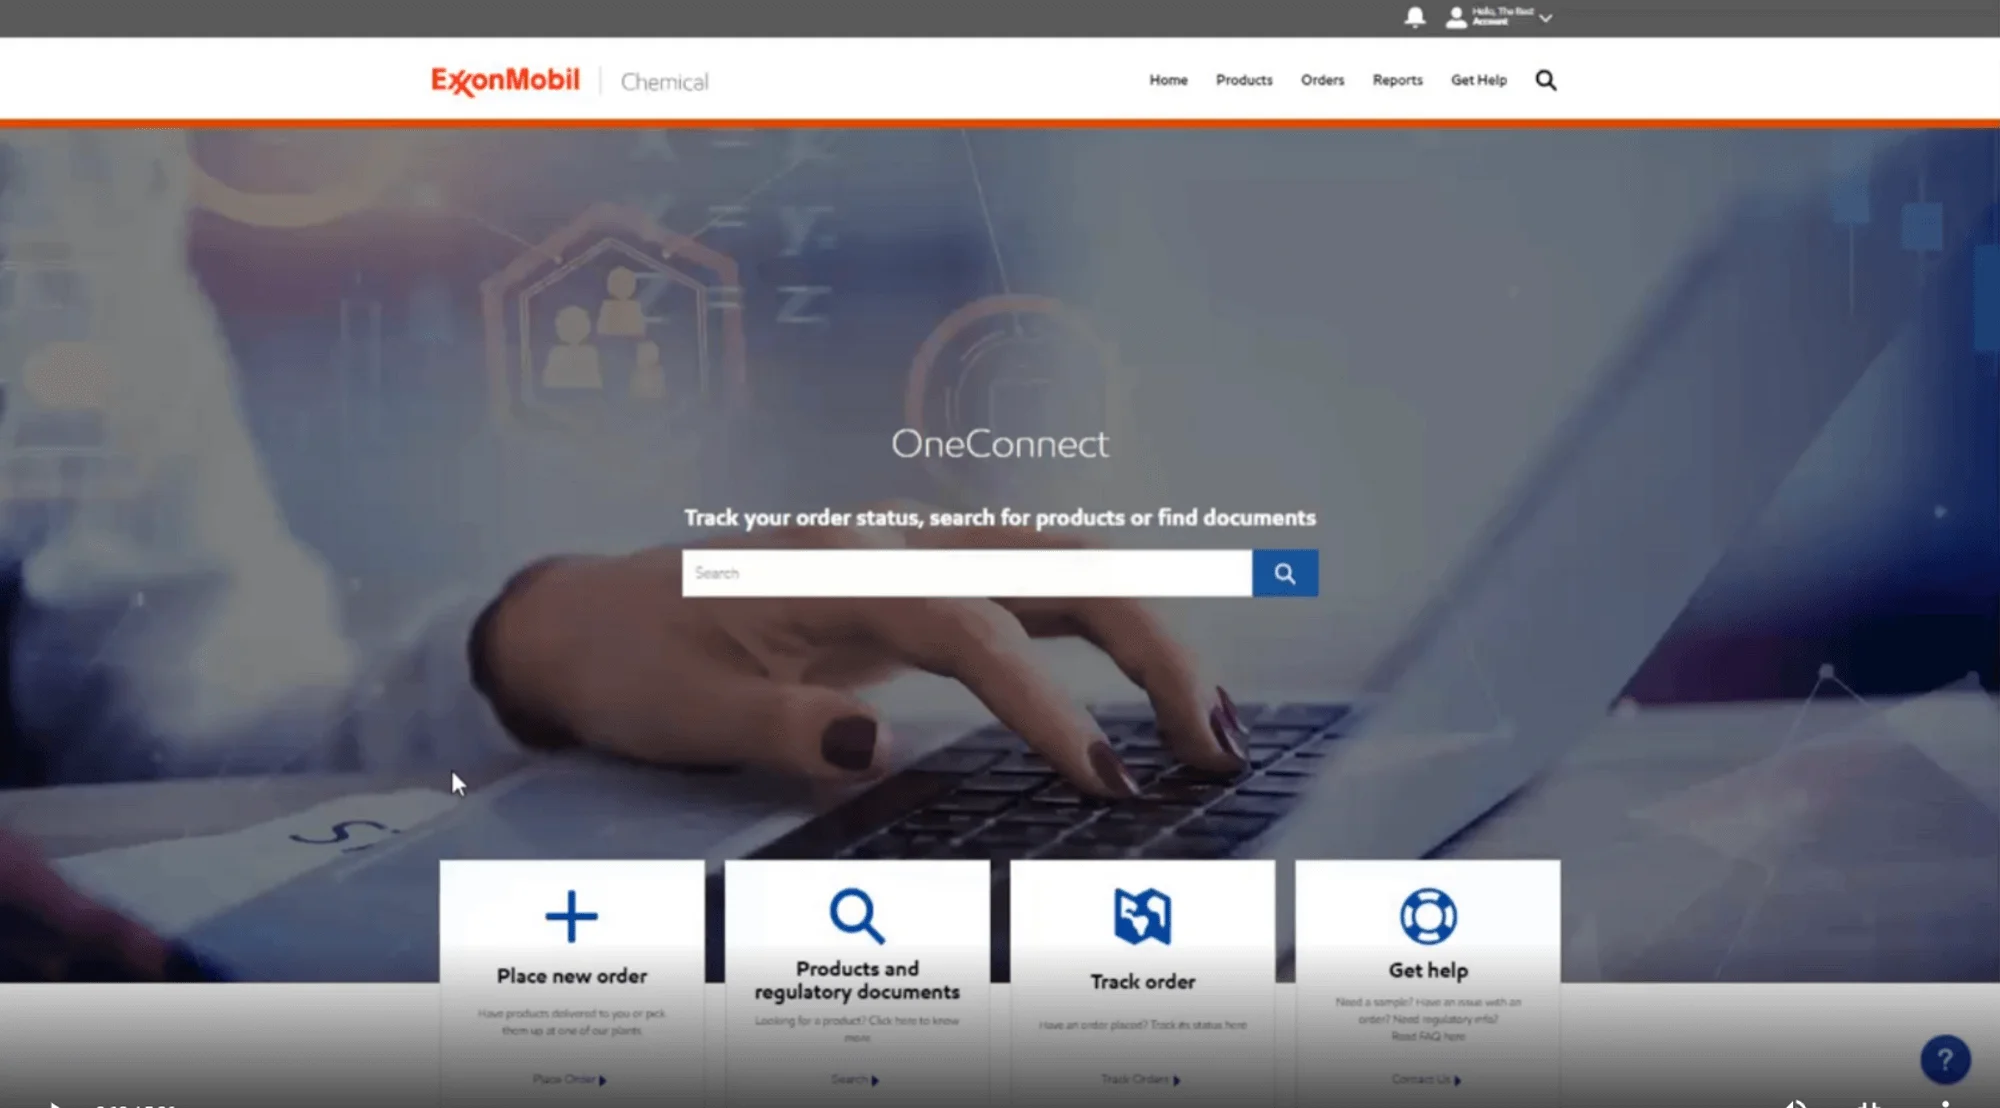 Hello, The Best
Account
ExxonMobil
Chemical
Home
Products
Orders
Reports
Get Help
OneConnect
Track your order status, search for products or find documents
Search
Place new order
Have products delivered to you or pick
them up at one of our plants
Place Order
Products and
regulatory documents
Looking for a product? Click here to know
more
Search
Track order
Have an order placed? Track its status here
Track Orders
Get help
Need a sample? Have an issue with an
order? Need regulatory info?
Read FAQ here
Contact Us
?